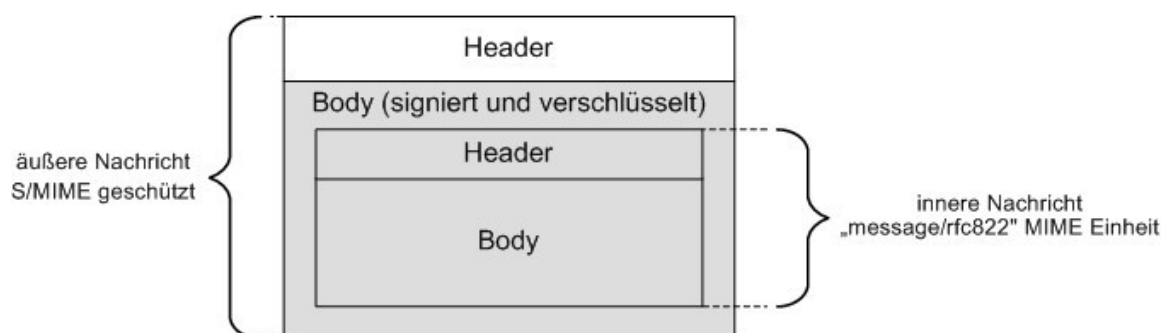 Header
Body (signiert und verschlüsselt)
Header
Body
äußere Nachricht
S/MIME geschützt
innere Nachricht
„message/rfc822" MIME Einheit